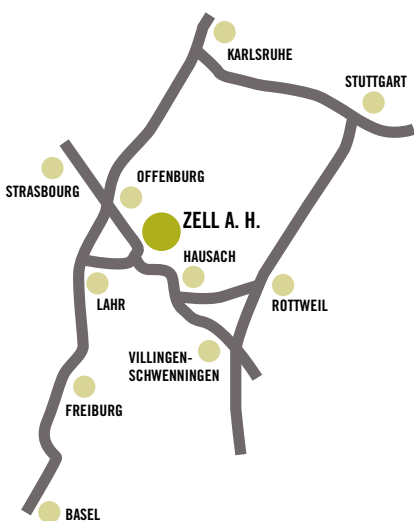 KARLSRUHE
STUTTGART
OFFENBURG
STRASBOURG
ZELL A. H.
HAUSACH
LAHR
ROTTWEIL
VILLINGEN-
SCHWENNINGEN
FREIBURG
BASEL